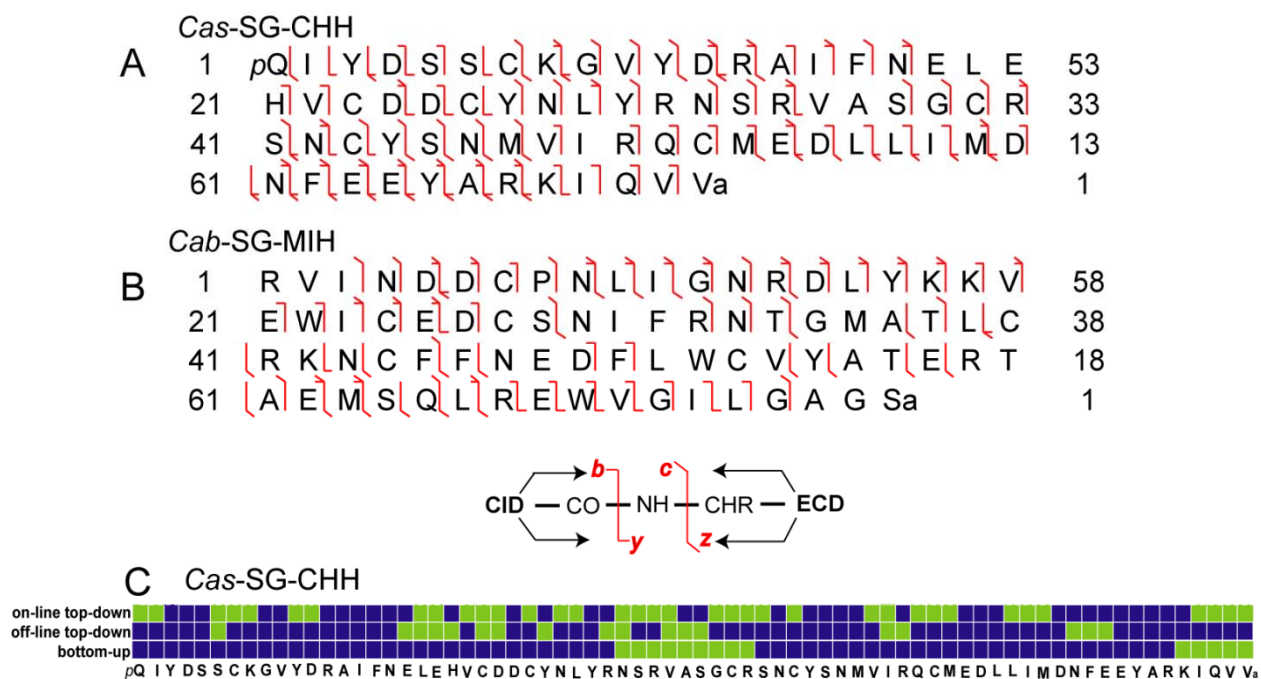 Cas-SG-CHH
A 1 pQ I Y D S S C K G V Y D R A I F N E L E 53
21 H V C D D C Y N L Y R N S R V A S G C R 33
41 S N C Y S N M V I R Q C M E D L L I M D 13
61 N F E E Y A R K I Q V Va 1
Cab-SG-MIH
B 1 R V I N D D C P N L I G N R D L Y K K V 58
21 E W I C E D C S N I F R N T G M A T L C 38
41 R K N C F F N E D F L W C V Y A T E R T 18
61 A E M S Q L R E W V G I L G A G Sa 1
b c
CID CO NH CHR ECD
y z
C Cas-SG-CHH
on-line top-down
off-line top-down
bottom-up
pQ I Y D S S C K G V Y D R A I F N E L E H V C D D C Y N L Y R N S R V A S G C R S N C Y S N M V I R Q C M E D L L I M D N F E E Y A R K I Q V Va